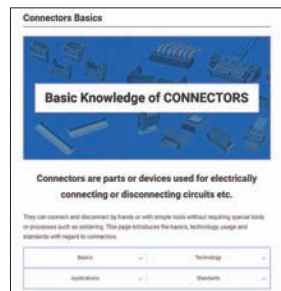 Connectors Basics
Basic Knowledge of CONNECTORS
Connectors are parts or devices used for electrically
connecting or disconnecting circuits etc.
They can connect and disconnect by hands or with simple tools without requiring special tools
or processes such as soldering. This page introduces the basics, technology, usage and
standards with regard to connectors.
Basics
Technology
Applications
Standards